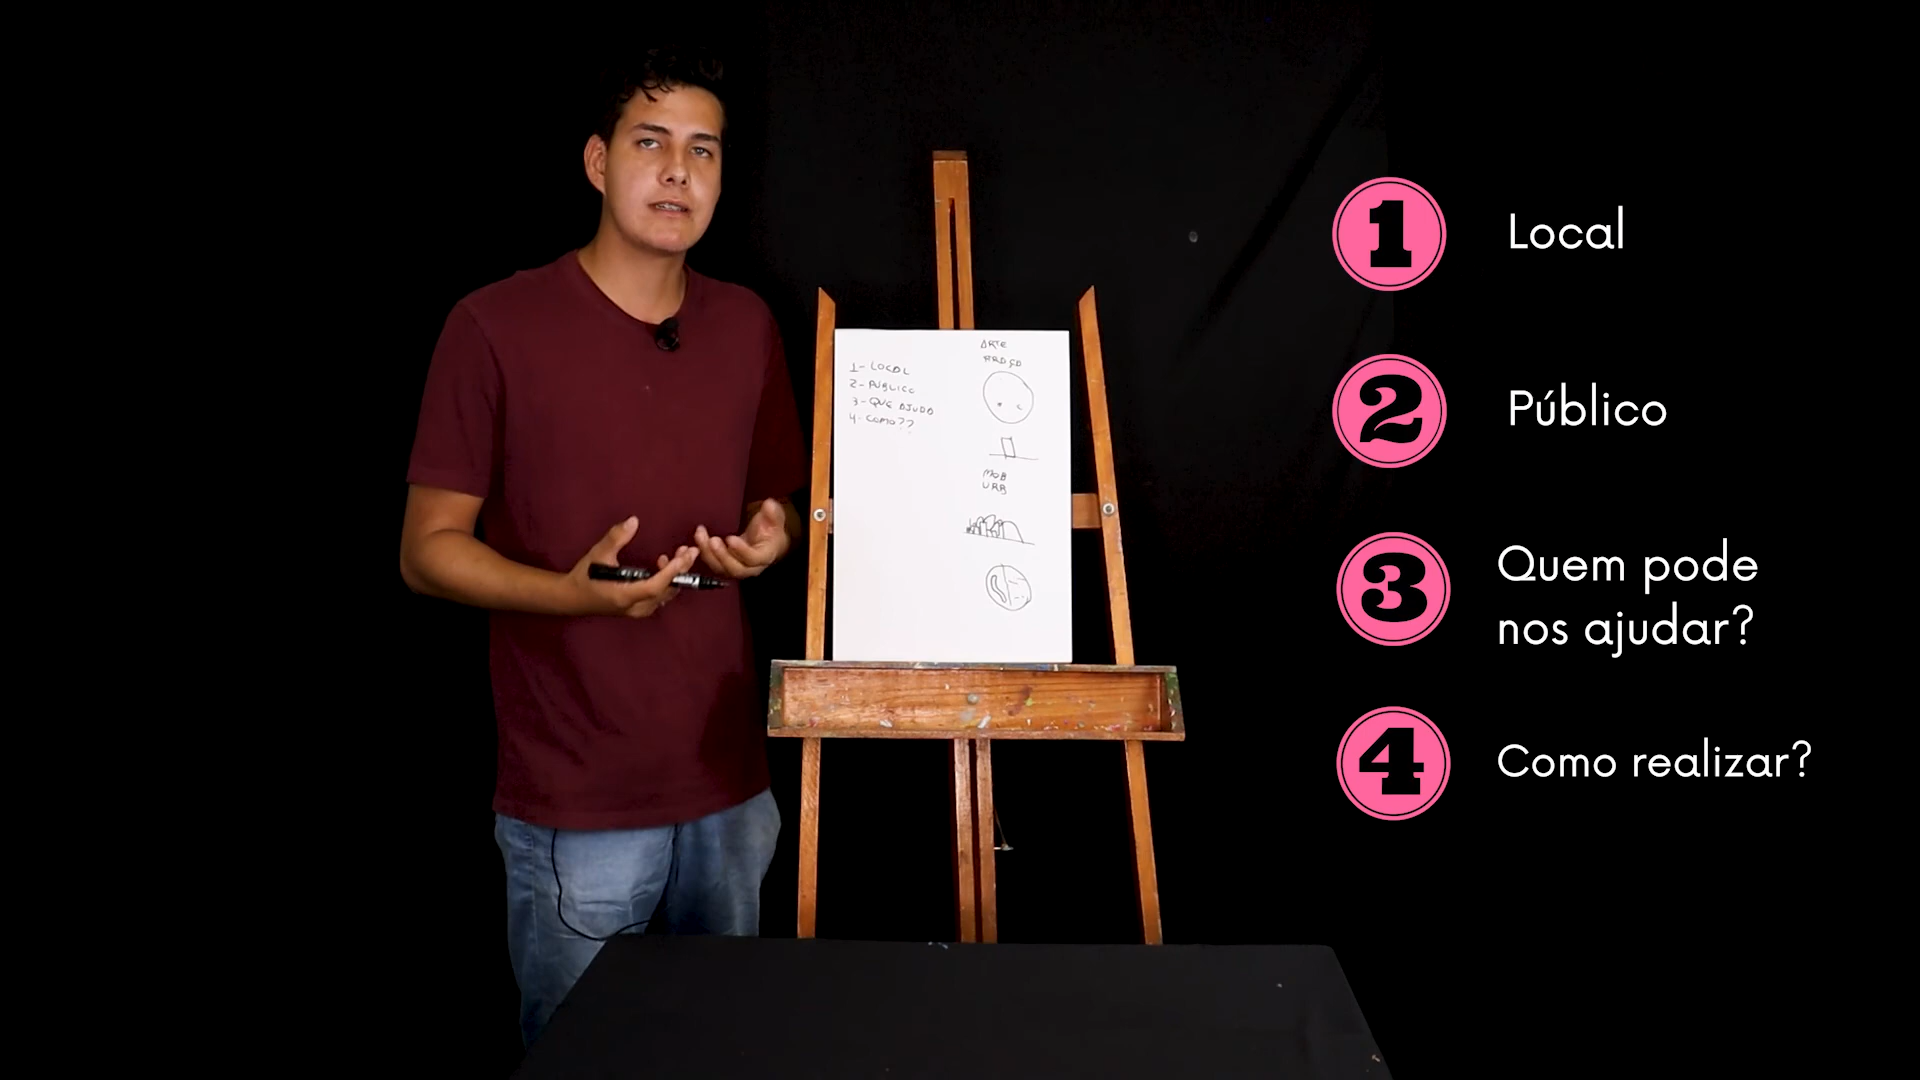 1 Local
2 Público
3 Quem pode
nos ajudar?
4 Como realizar?
1- LOCAL
2- PUBLICO
3- QUE AJUDA
4- COMO??
ARTE
MOB
URB